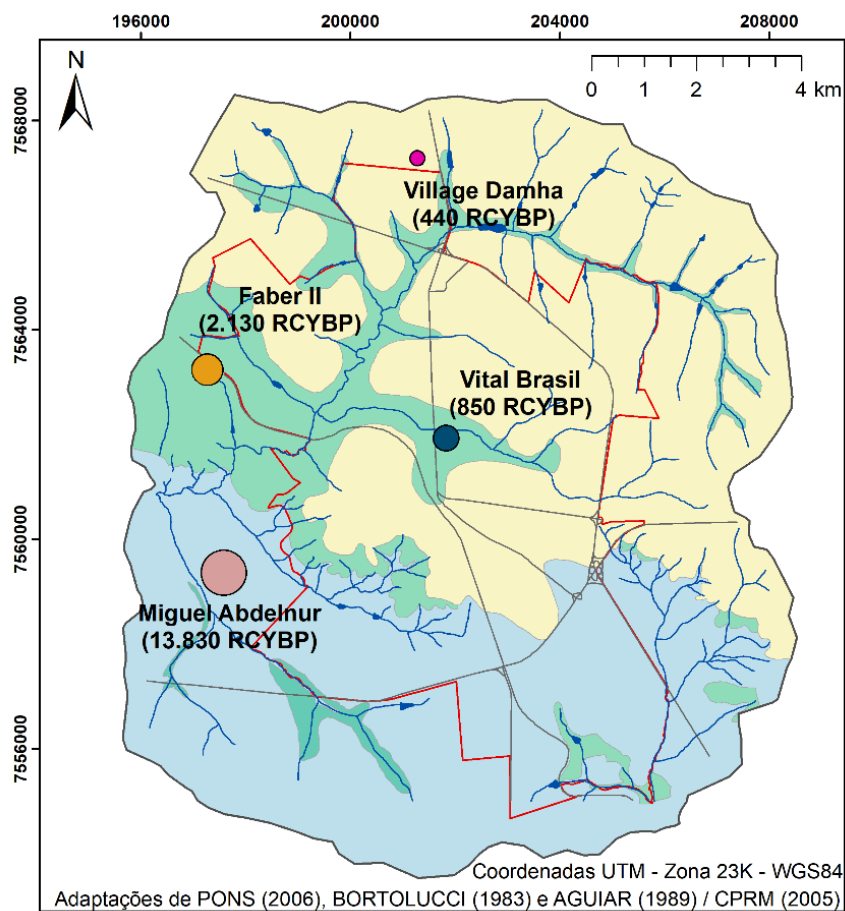 196000 200000 204000 208000
N
0 1 2 4 km
7568000
Village Damha
(440 RCYBP)
Faber II
(2.130 RCYBP)
7564000
Vital Brasil
(850 RCYBP)
7560000
Miguel Abdelnur
(13.830 RCYBP)
7556000
Coordenadas UTM - Zona 23K - WGS84
Adaptações de PONS (2006), BORTOLUCCI (1983) e AGUIAR (1989) / CPRM (2005)